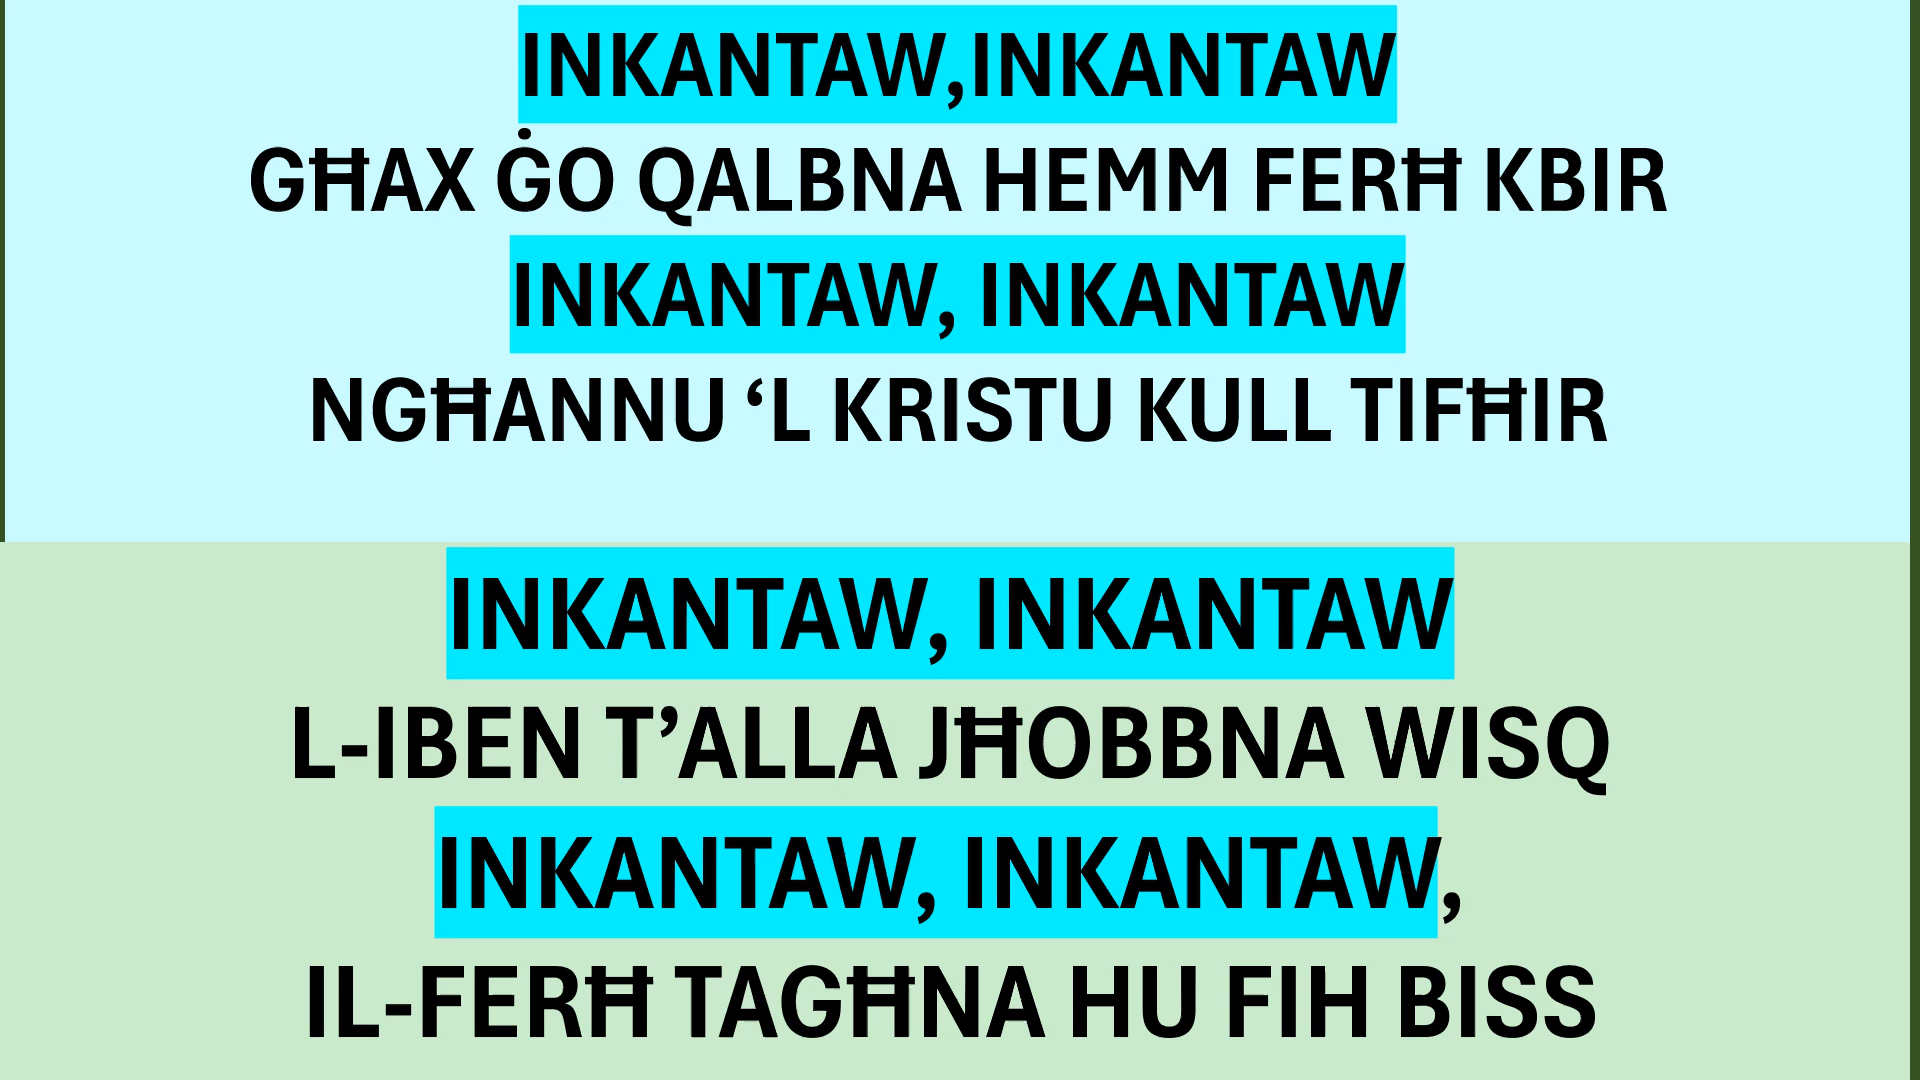 INKANTAW,INKANTAW
GĦAX ĠO QALBNA HEMM FERĦ KBIR
INKANTAW, INKANTAW
NGĦANNU ‘L KRISTU KULL TIFĦIR
INKANTAW, INKANTAW
L-IBEN T’ALLA JĦOBBNA WISQ
INKANTAW, INKANTAW,
IL-FERĦ TAGĦNA HU FIH BISS